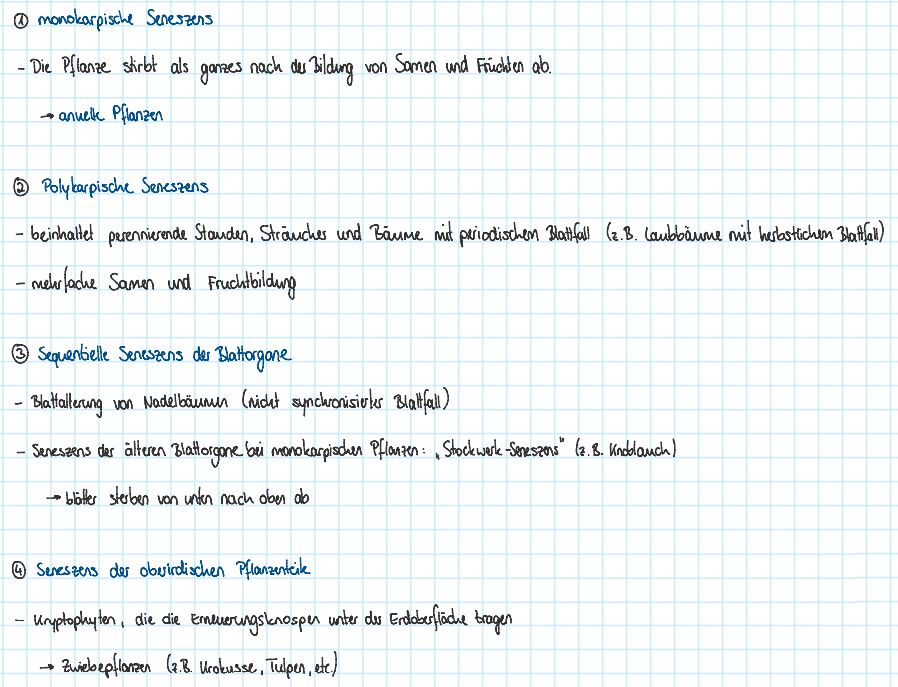 ① monokarpische Seneszens
- Die Pflanze stirbt als ganzes nach der Bildung von Samen und Früchten ab.
→ anuelle Pflanzen
② Polykarpische Seneszens
- beinhaltet perennierende Stauden, Sträucher und Bäume mit periodischen Blattfall (z.B. Laubbäume mit herbstlichem Blattfall)
- mehrfache Samen und Fruchtbildung
③ Sequentielle Seneszens der Blattorgane
- Blattalterung von Nadelbäumen (nicht synchronisierter Blattfall)
- Seneszens der älteren Blattorgane bei monokarpischen Pflanzen: „Stockwerk-Seneszens" (z.B. Knoblauch)
→ blätter sterben von unten nach oben ab
④ Seneszens der oberirdischen Pflanzenteile
- Kryptophyten, die die Erneuerungsknospen unter der Erdoberfläche tragen
→ Zwiebepflanzen (z.B. Krokusse, Tulpen, etc.)